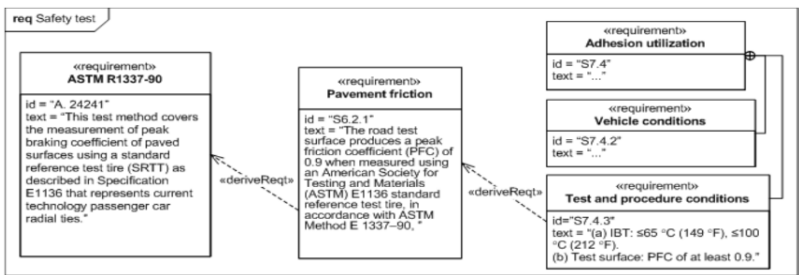 req Safety test
«requirement»
ASTM R1337-90
id = “A. 24241”
text = “This test method covers
the measurement of peak
braking coefficient of paved
surfaces using a standard
reference test tire (SRTT) as
described in Specification
E1136 that represents current
technology passenger car
radial ties.”
«deriveReqt»
«requirement»
Pavement friction
id = “S6.2.1”
text = “The road test
surface produces a peak
friction coefficient (PFC) of
0.9 when measured using
an American Society for
Testing and Materials
(ASTM) E1136 standard
reference test tire, in
accordance with ASTM
Method E 1337–90, ”
«deriveReqt»
«requirement»
Adhesion utilization
id = “S7.4”
text = “...”
«requirement»
Vehicle conditions
id = “S7.4.2”
text = “...”
«requirement»
Test and procedure conditions
id=“S7.4.3”
text = “(a) IBT: ≤65 °C (149 °F), ≤100
°C (212 °F).
(b) Test surface: PFC of at least 0.9.”